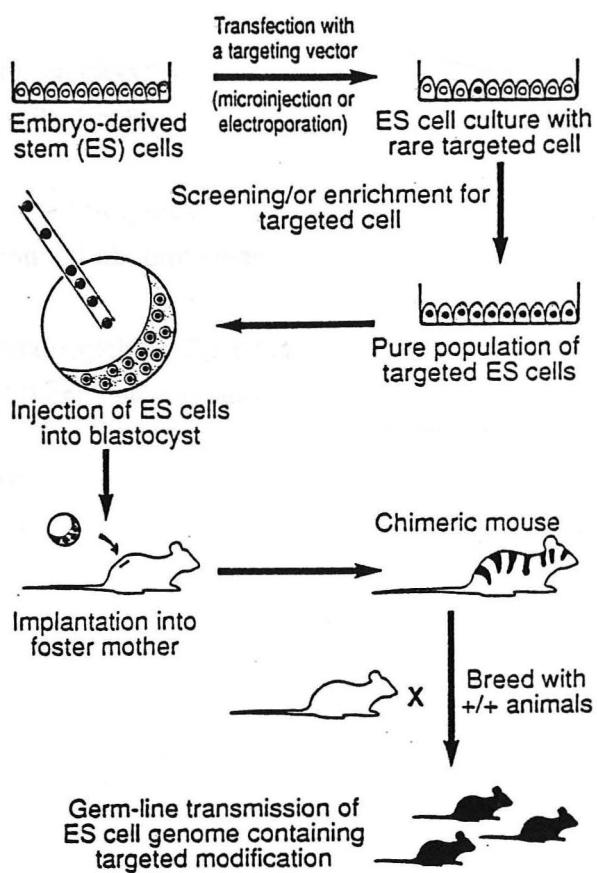 Transfection with
a targeting vector
(microinjection or
electroporation)
Embryo-derived
stem (ES) cells
ES cell culture with
rare targeted cell
Screening/or enrichment for
targeted cell
Pure population of
targeted ES cells
Injection of ES cells
into blastocyst
Implantation into
foster mother
Chimeric mouse
X
Breed with
+/+ animals
Germ-line transmission of
ES cell genome containing
targeted modification